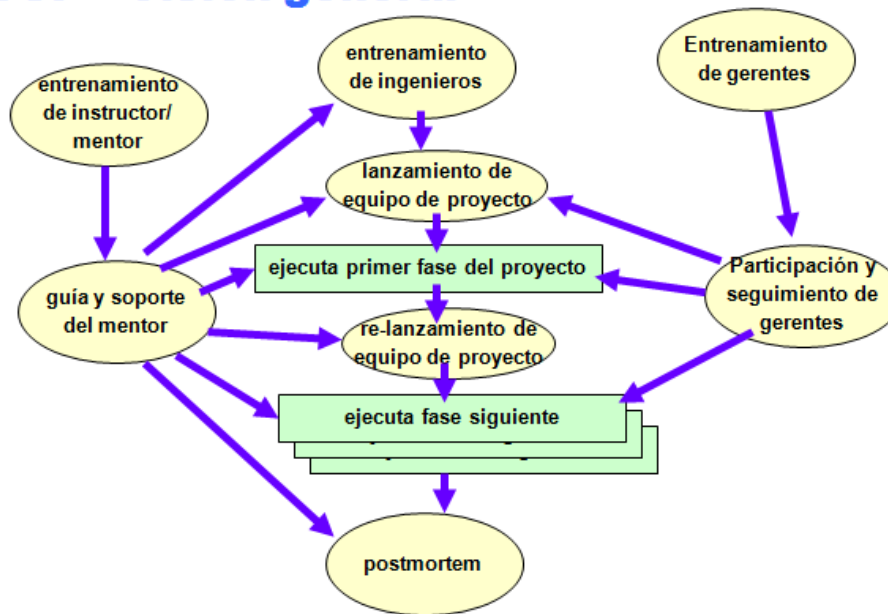 entrenamiento
de ingenieros
Entrenamiento
de gerentes
entrenamiento
de instructor/
mentor
lanzamiento de
equipo de proyecto
ejecuta primer fase del proyecto
Participación y
seguimiento de
gerentes
guía y soporte
del mentor
re-lanzamiento de
equipo de proyecto
ejecuta fase siguiente
postmortem